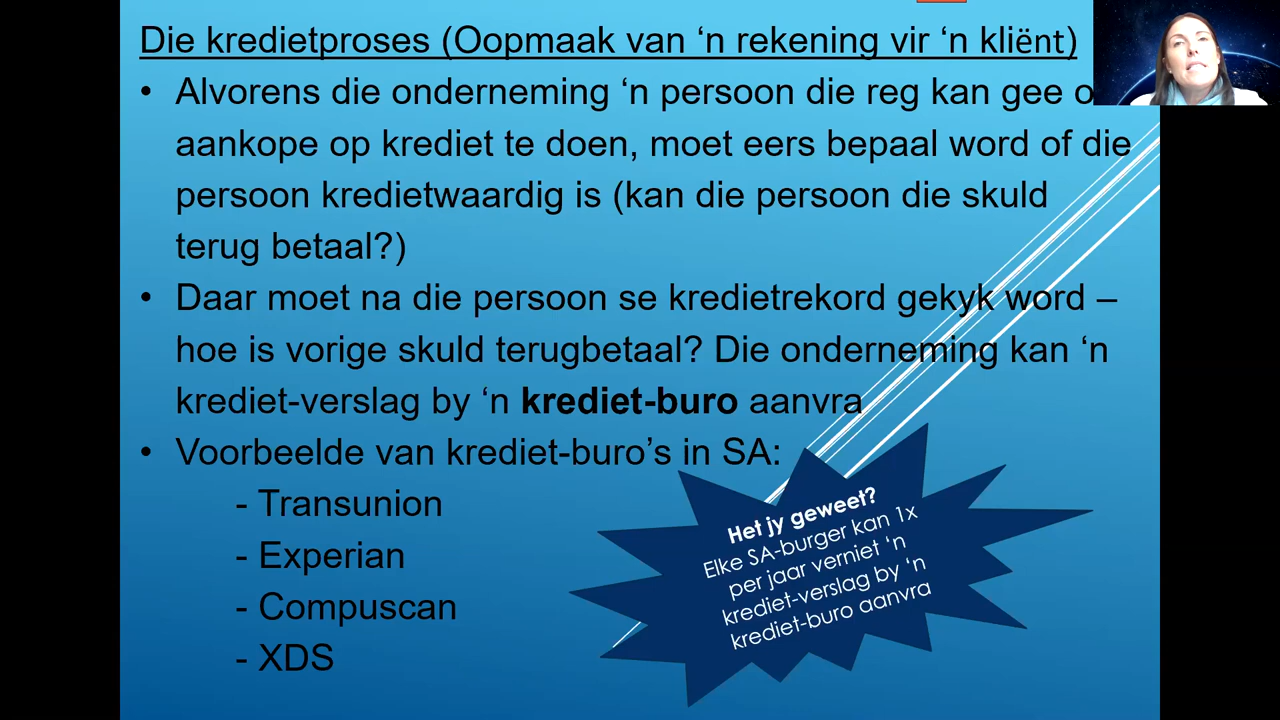 Die kredietproses (Oopmaak van ‘n rekening vir ‘n kliënt)
• Alvorens die onderneming ‘n persoon die reg kan gee
aankope op krediet te doen, moet eers bepaal word of die
persoon kredietwaardig is (kan die persoon die skuld
terug betaal?)
• Daar moet na die persoon se kredietrekord gekyk word –
hoe is vorige skuld terugbetaal? Die onderneming kan ‘n
krediet-verslag by ‘n krediet-buro aanvra
• Voorbeelde van krediet-buro’s in SA:
- Transunion
- Experian
- Compuscan
- XDS
Het jy geweet?
Elke SA-burger kan 1x
per jaar verniet ‘n
krediet-verslag by ‘n
krediet-buro aanvra